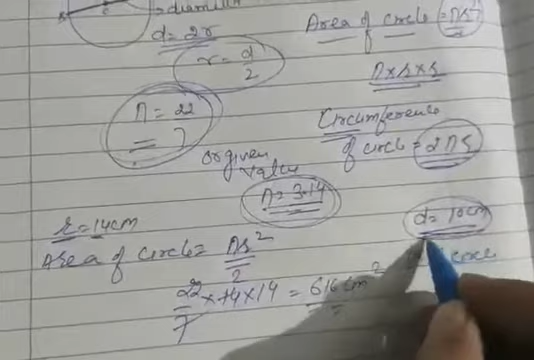 = diameter
d = 2r
r = d/2
π = 22/7
or given value
π = 3.14
Area of circle = πr²
π×r×r
Circumference
of circle = 2πr
r = 14cm
Area of circle = πr²
22/7 × 14 × 14 = 616 cm²
d = 10cm